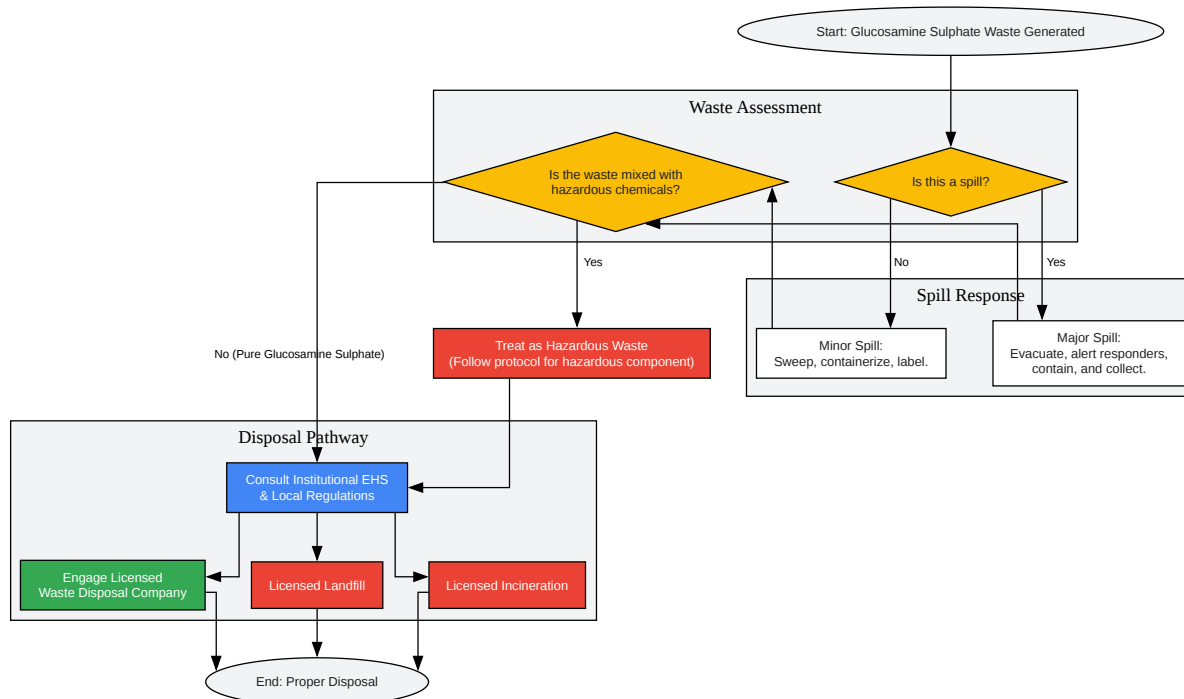 Start: Glucosamine Sulphate Waste Generated
Waste Assessment
Is the waste mixed with
hazardous chemicals?
Is this a spill?
Yes
No
Yes
Spill Response
Minor Spill:
Sweep, containerize, label.
Major Spill:
Evacuate, alert responders,
contain, and collect.
Treat as Hazardous Waste
(Follow protocol for hazardous component)
No (Pure Glucosamine Sulphate)
Disposal Pathway
Consult Institutional EHS
& Local Regulations
Engage Licensed
Waste Disposal Company
Licensed Landfill
Licensed Incineration
End: Proper Disposal